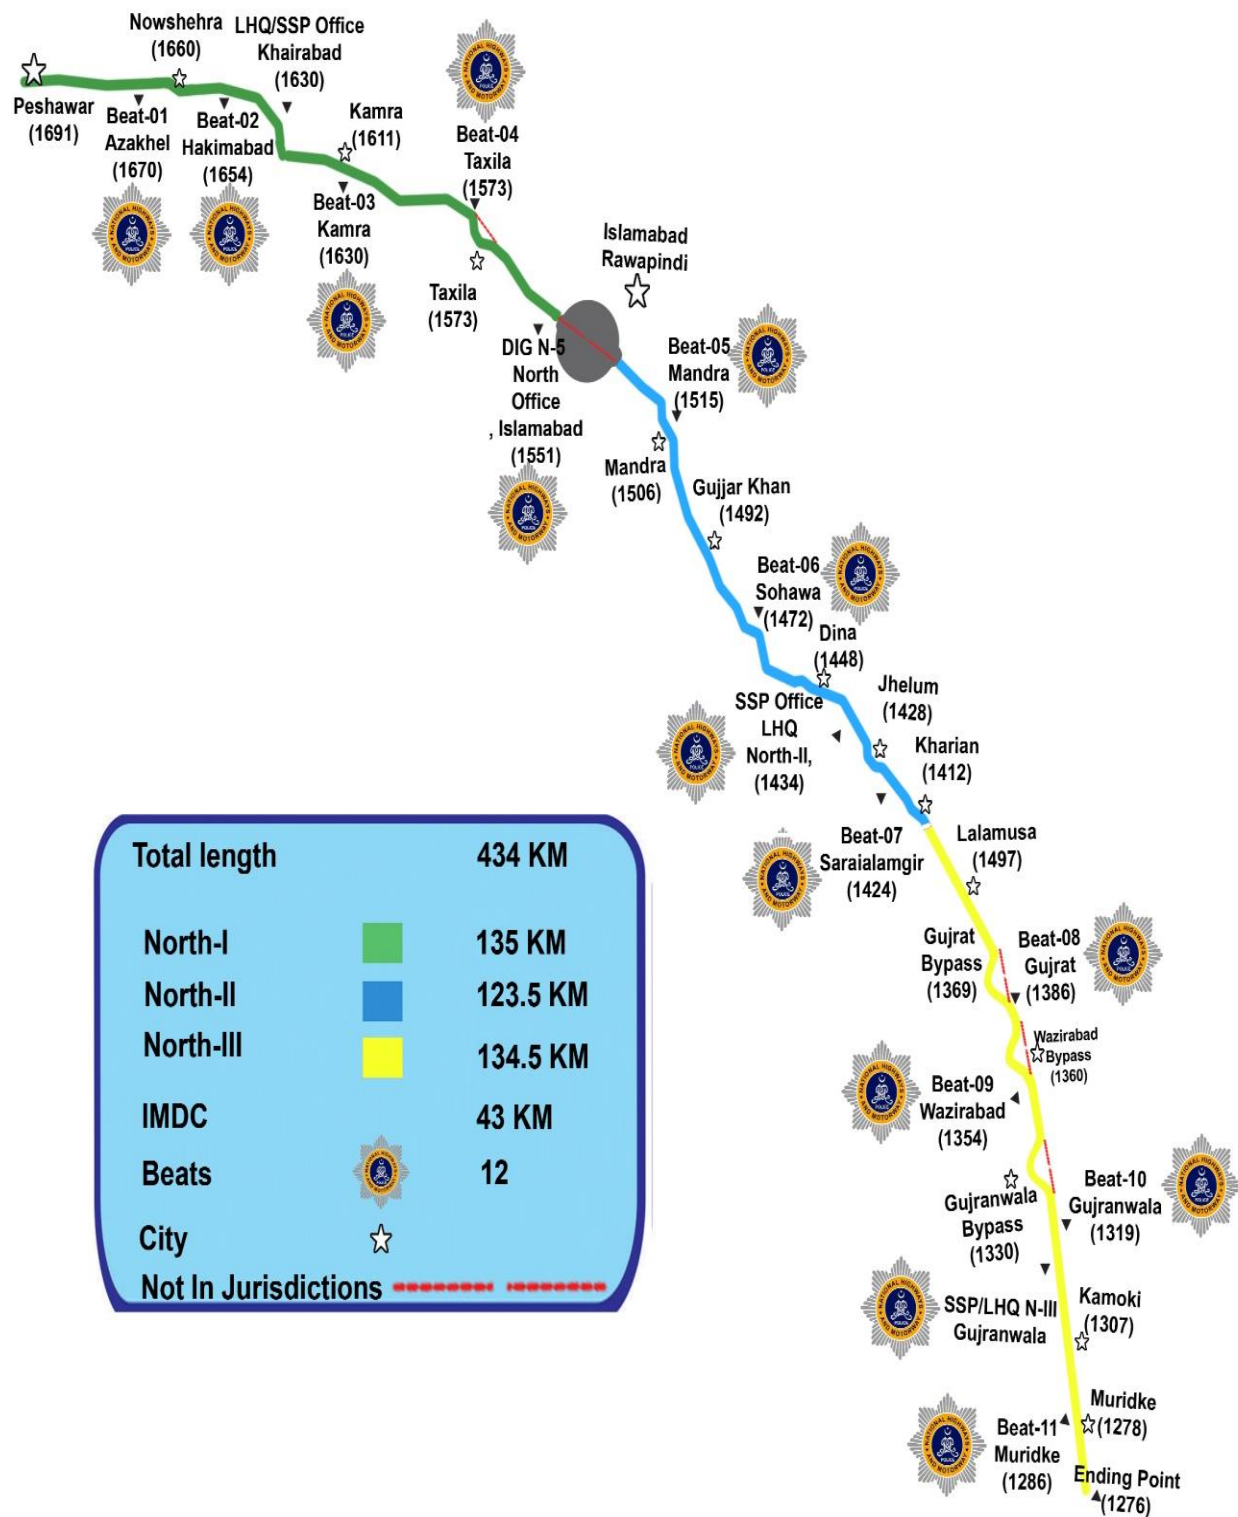 Nowshehra
(1660)
LHQ/SSP Office
Khairabad
(1630)
Peshawar
(1691)
Beat-01
Azakhel
(1670)
Beat-02
Hakimabad
(1654)
Kamra
(1611)
Beat-03
Kamra
(1630)
Beat-04
Taxila
(1573)
Taxila
(1573)
Islamabad
Rawapindi
DIG N-5
North
Office
, Islamabad
(1551)
Beat-05
Mandra
(1515)
Mandra
(1506)
Gujjar Khan
(1492)
Beat-06
Sohawa
(1472)
Dina
(1448)
SSP Office
LHQ
North-II,
(1434)
Jhelum
(1428)
Kharian
(1412)
Beat-07
Saraialamgir
(1424)
Lalamusa
(1497)
Gujrat
Bypass
(1369)
Beat-08
Gujrat
(1386)
Wazirabad
Bypass
(1360)
Beat-09
Wazirabad
(1354)
Gujranwala
Bypass
(1330)
Beat-10
Gujranwala
(1319)
SSP/LHQ N-III
Gujranwala
Kamoki
(1307)
Muridke
(1278)
Beat-11
Muridke
(1286)
Ending Point
(1276)
Total length 434 KM
North-I 135 KM
North-II 123.5 KM
North-III 134.5 KM
IMDC 43 KM
Beats 12
City
Not In Jurisdictions
NATIONAL HIGHWAYS
AND MOTORWAY
POLICE